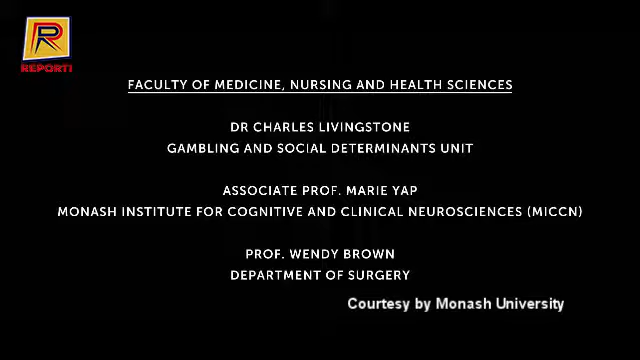 R
REPORTI
FACULTY OF MEDICINE, NURSING AND HEALTH SCIENCES
DR CHARLES LIVINGSTONE
GAMBLING AND SOCIAL DETERMINANTS UNIT
ASSOCIATE PROF. MARIE YAP
MONASH INSTITUTE FOR COGNITIVE AND CLINICAL NEUROSCIENCES (MICCN)
PROF. WENDY BROWN
DEPARTMENT OF SURGERY
Courtesy by Monash University